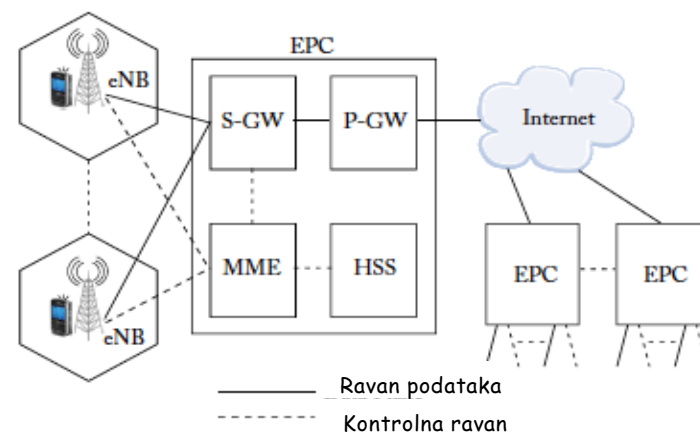 EPC
eNB
S-GW
P-GW
Internet
MME
HSS
eNB
EPC
EPC
Ravan podataka
Kontrolna ravan